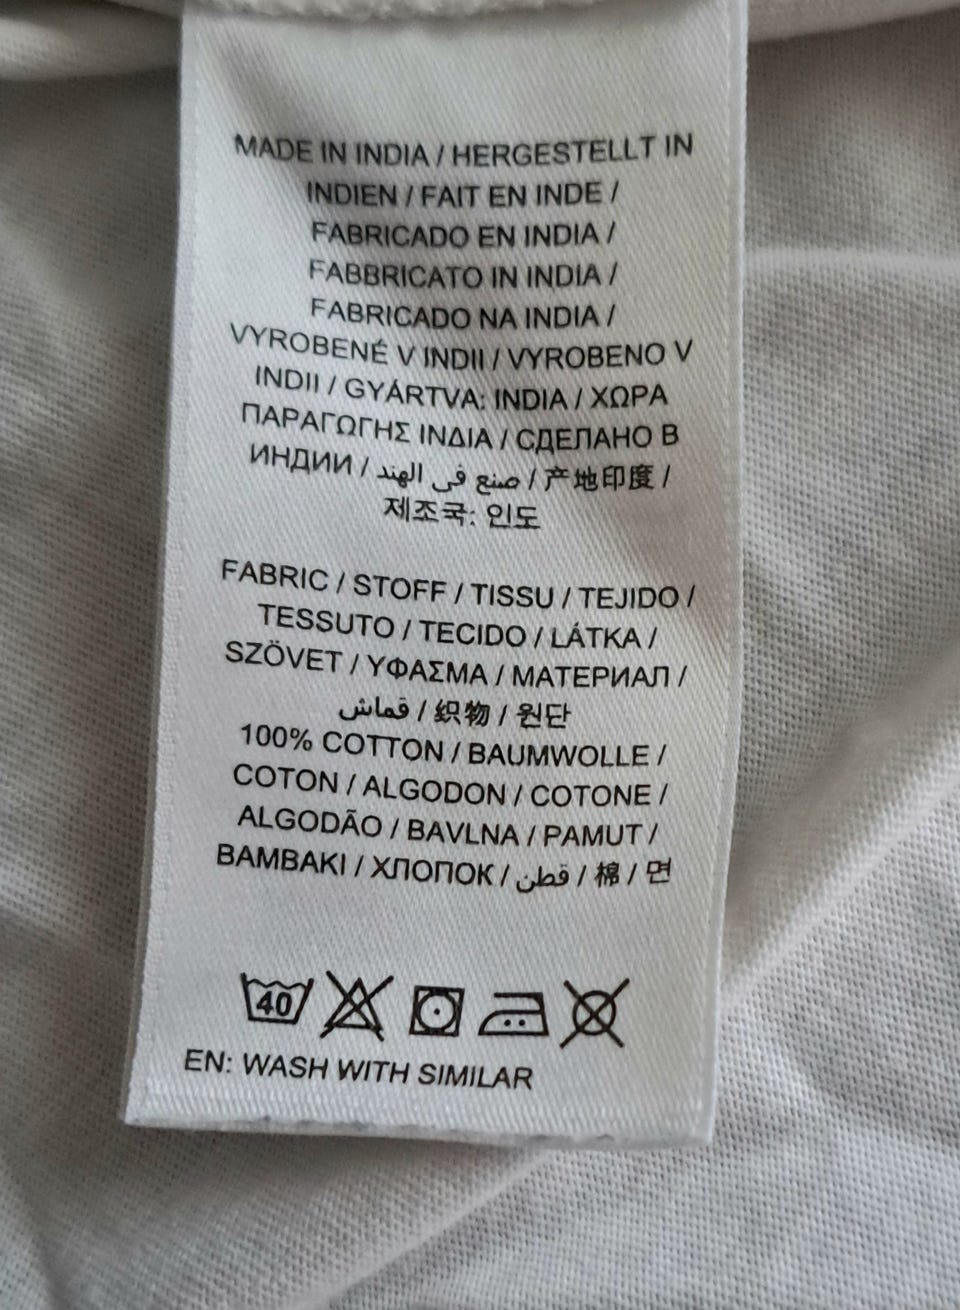 MADE IN INDIA / HERGESTELLT IN
INDIEN / FAIT EN INDE /
FABRICADO EN INDIA /
FABBRICATO IN INDIA /
FABRICADO NA INDIA /
VYROBENÉ V INDII / VYROBENO V
INDII / GYÁRTVA: INDIA / ΧΩΡΑ
ΠΑΡΑΓΩΓΗΣ ΙΝΔΙΑ / СДЕЛАНО В
ИНДИИ / صنع في الهند / 产地印度 /
제조국: 인도
FABRIC / STOFF / TISSU / TEJIDO /
TESSUTO / TECIDO / LÁTKA /
SZÖVET / ΥΦΑΣΜΑ / МАТЕРИАЛ /
قماش / 织物 / 원단
100% COTTON / BAUMWOLLE /
COTON / ALGODON / COTONE /
ALGODÃO / BAVLNA / PAMUT /
BAMBAKI / ХЛОПОК / قطن / 棉 / 면
40
EN: WASH WITH SIMILAR